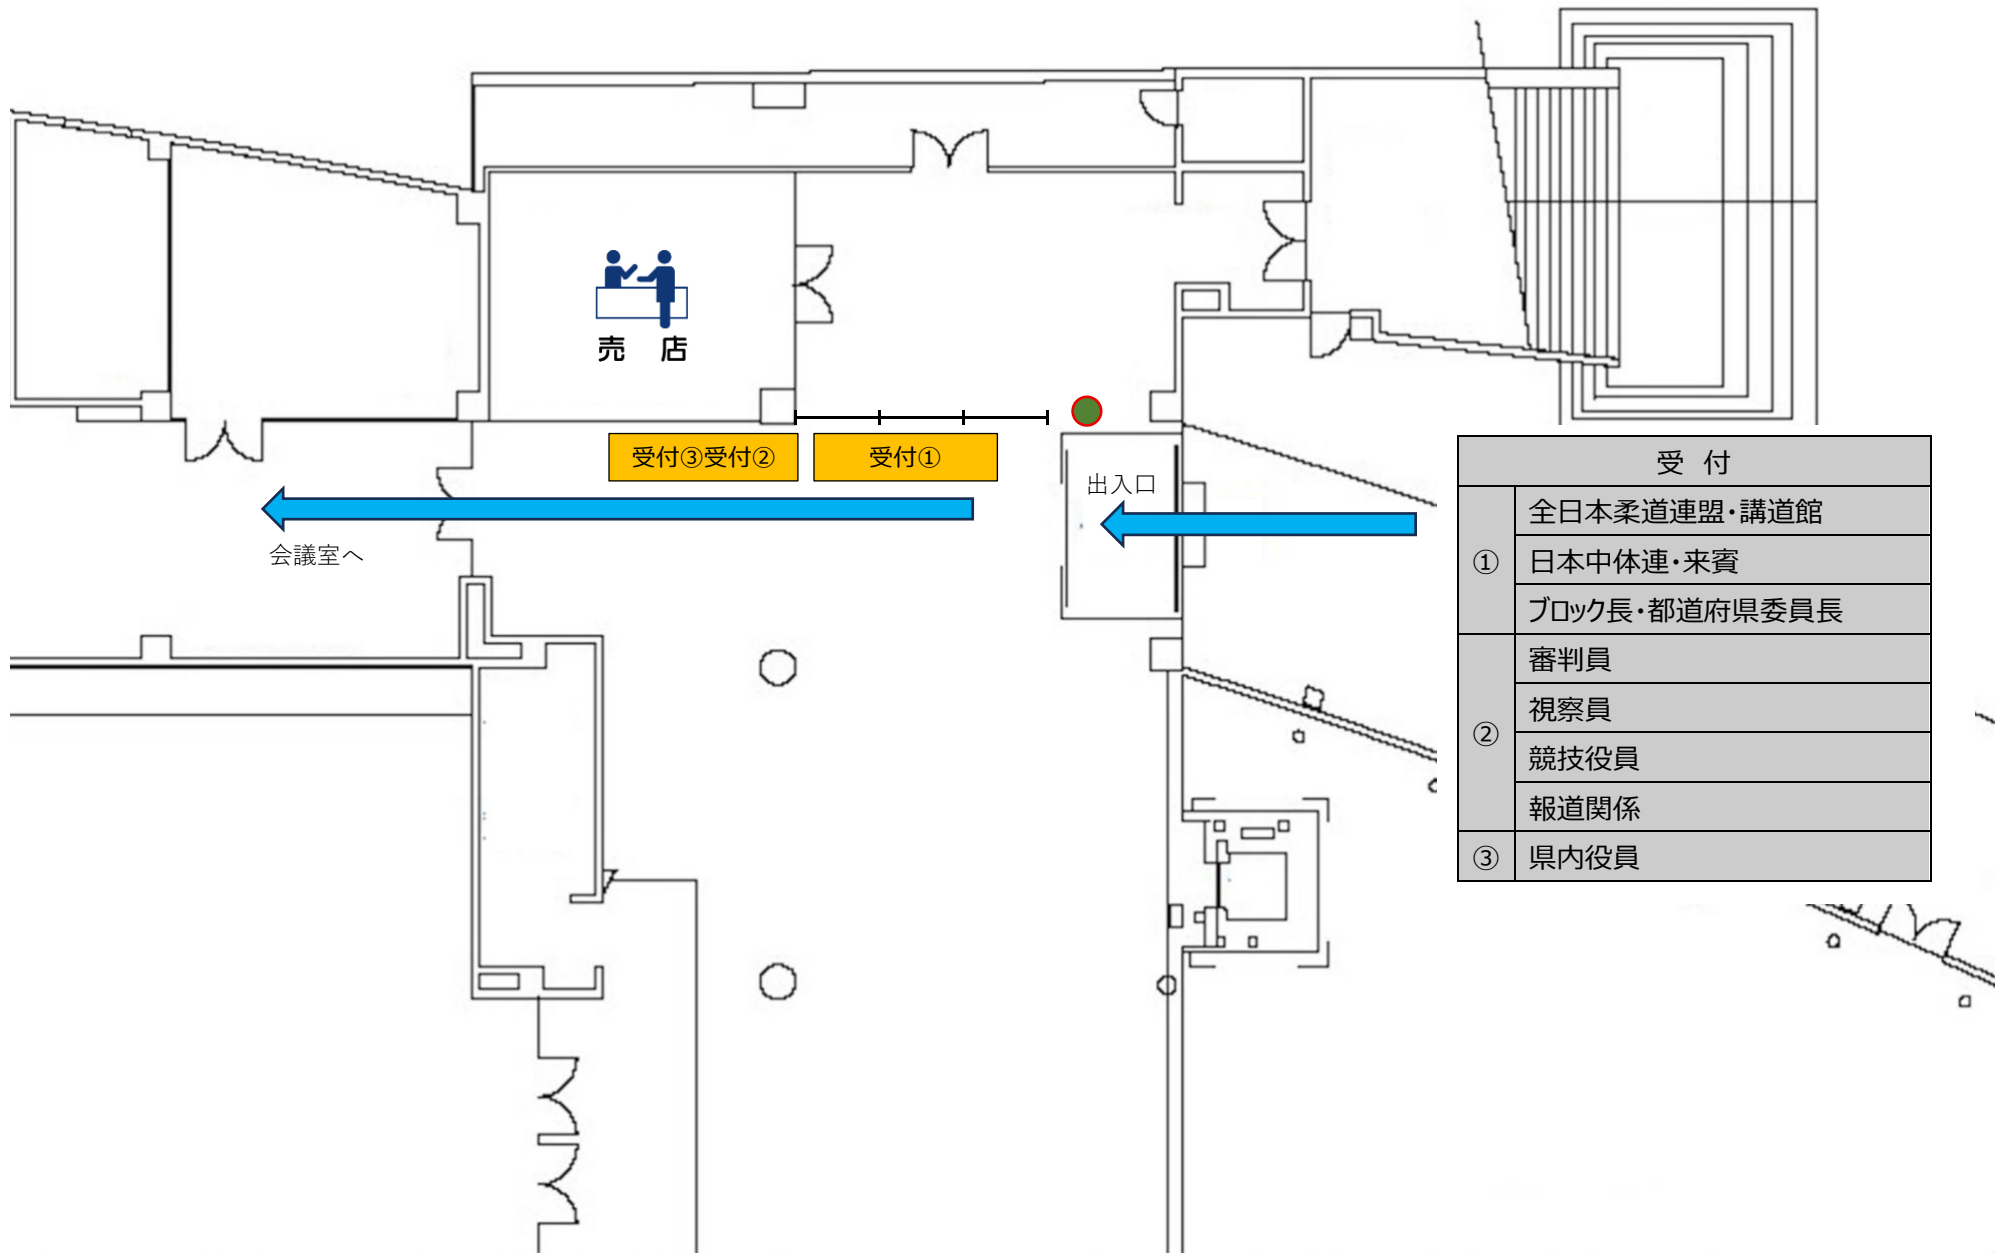 売 店
受付③受付②
受付①
出入口
会議室へ
受 付
①
全日本柔道連盟・講道館
日本中体連・来賓
ブロック長・都道府県委員長
②
審判員
視察員
競技役員
報道関係
③
県内役員